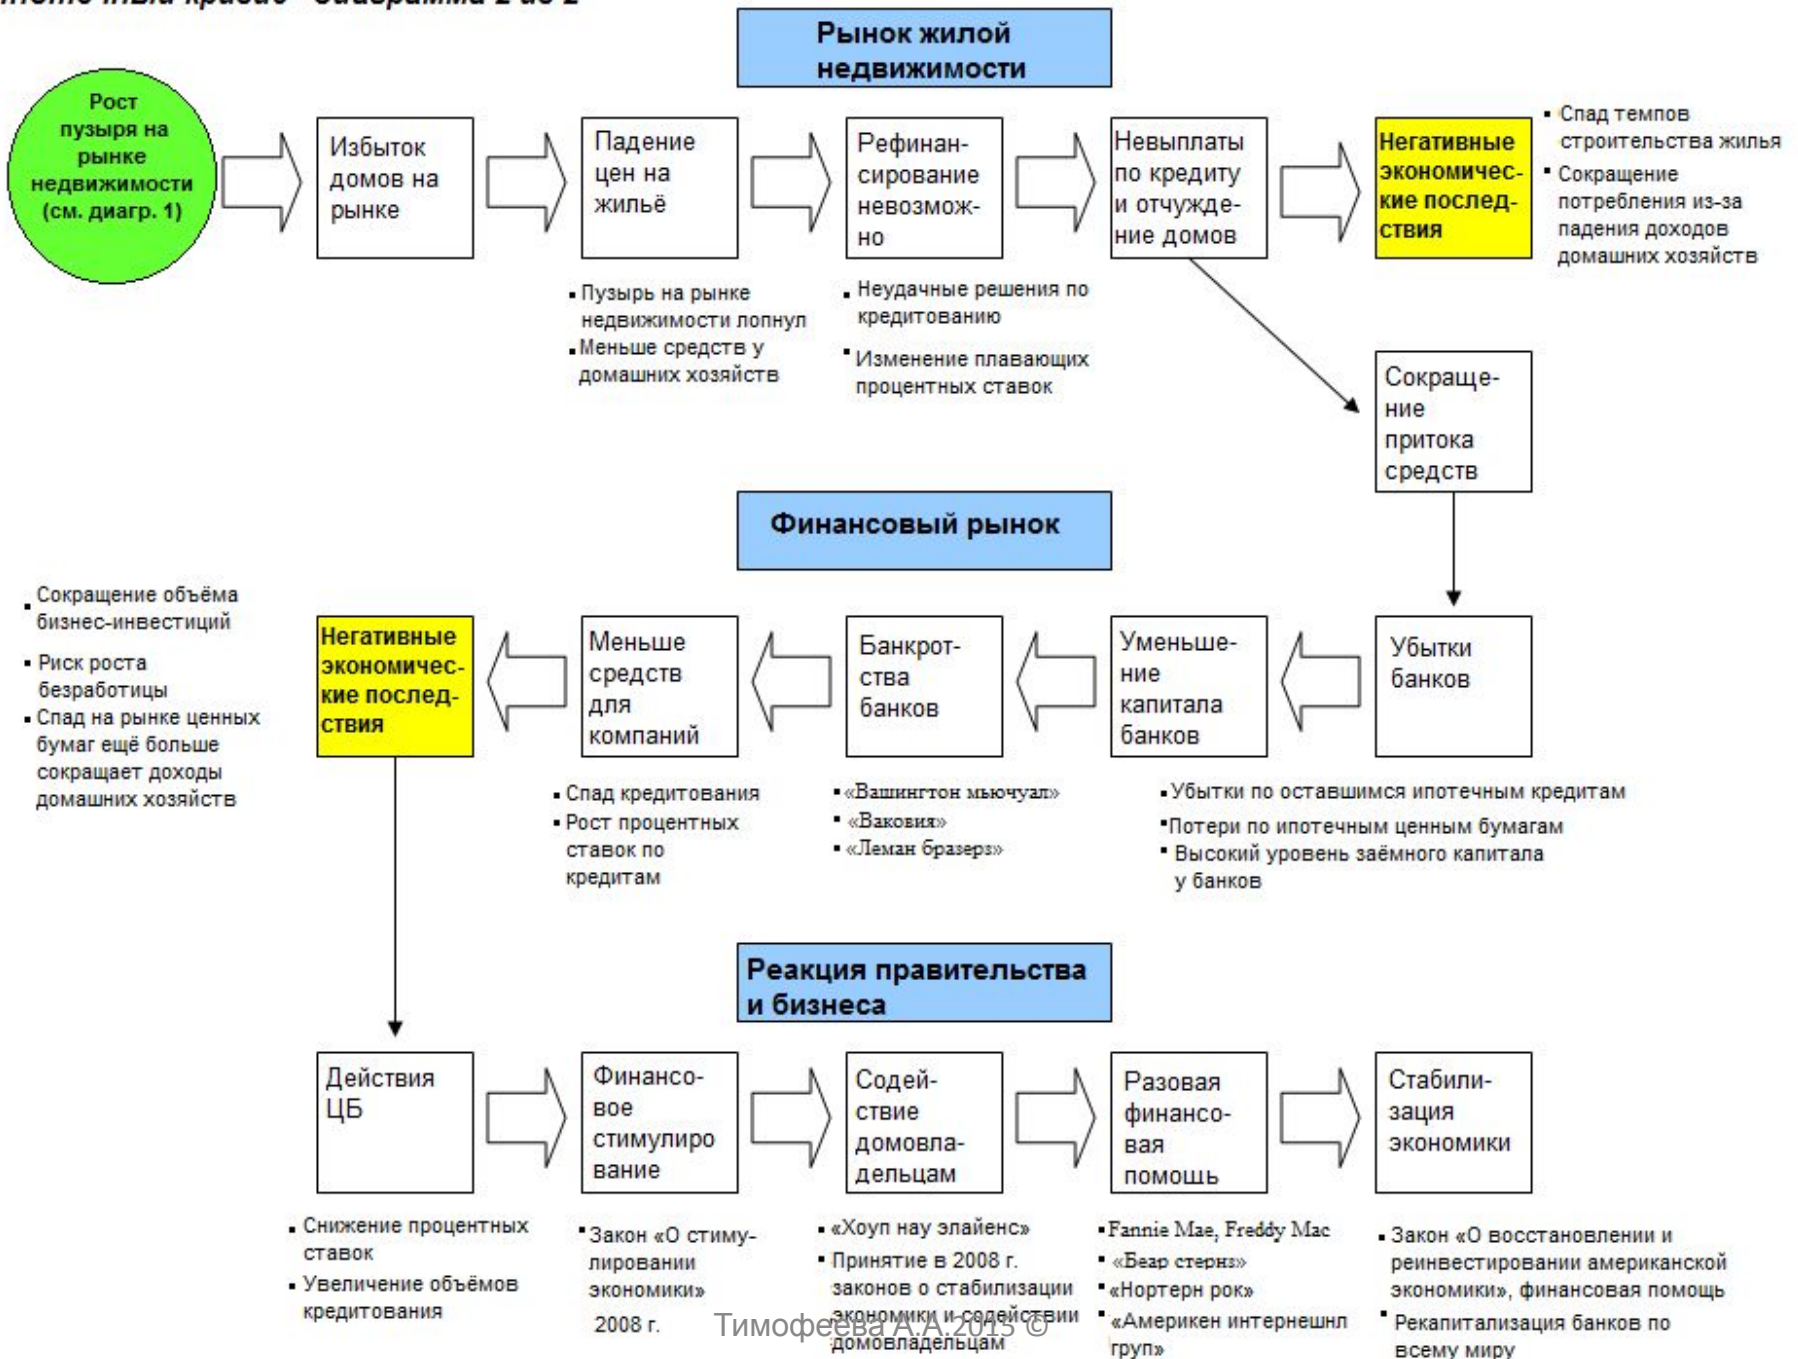 кризис
диаграмма 2 из 2
Рынок жилой
недвижимости
Рост
пузыря на
рынке
недвижимости
(см. диагр. 1)
Избыток
домов на
рынке
Падение
цен на
жильё
Рефинан-
сирование
невозмож-
но
Невыплаты
по кредиту
и отчужде-
ние домов
Негативные
экономичес-
кие послед-
ствия
▪ Спад темпов
строительства жилья
▪ Сокращение
потребления из-за
падения доходов
домашних хозяйств
▪ Пузырь на рынке
недвижимости лопнул
▪ Меньше средств у
домашних хозяйств
▪ Неудачные решения по
кредитованию
▪ Изменение плавающих
процентных ставок
Сокраще-
ние
притока
средств
Финансовый рынок
▪ Сокращение объёма
бизнес-инвестиций
▪ Риск роста
безработицы
▪ Спад на рынке ценных
бумаг ещё больше
сокращает доходы
домашних хозяйств
Негативные
экономичес-
кие послед-
ствия
Меньше
средств
для
компаний
Банкрот-
ства
банков
Уменьше-
ние
капитала
банков
Убытки
банков
▪ Спад кредитования
▪ Рост процентных
ставок по
кредитам
▪ «Вашингтон мьючуал»
▪ «Ваковия»
▪ «Леман бразерз»
▪ Убытки по оставшимся ипотечным кредитам
▪ Потери по ипотечным ценным бумагам
▪ Высокий уровень заёмного капитала
у банков
Реакция правительства
и бизнеса
Действия
ЦБ
Финансо-
вое
стимулиро
вание
Содей-
ствие
домовла-
дельцам
Разовая
финансо-
вая
помощь
Стабили-
зация
экономики
▪ Снижение процентных
ставок
▪ Увеличение объёмов
кредитования
▪ Закон «О стиму-
лировании
экономики»
2008 г.
▪ «Хоуп нау элайенс»
▪ Принятие в 2008 г.
законов о стабилизации
экономики и содействии
домовладельцам
▪ Fannie Mae, Freddy Mac
▪ «Беар стернз»
▪ «Нортерн рок»
▪ «Америкен интернешнл
груп»
▪ Закон «О восстановлении и
реинвестировании американской
экономики», финансовая помощь
▪ Рекапитализация банков по
всему миру
Тимофеева А.А.2015 ©